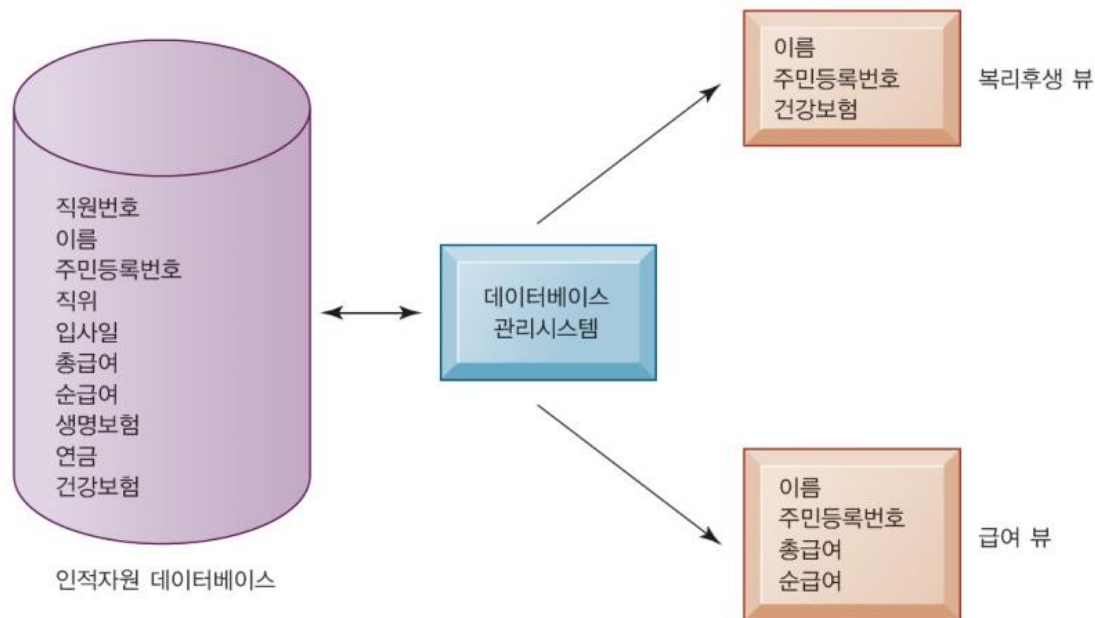 직원번호
이름
주민등록번호
직위
입사일
총급여
순급여
생명보험
연금
건강보험
인적자원 데이터베이스
데이터베이스
관리시스템
이름
주민등록번호
건강보험
복리후생 뷰
이름
주민등록번호
총급여
순급여
급여 뷰